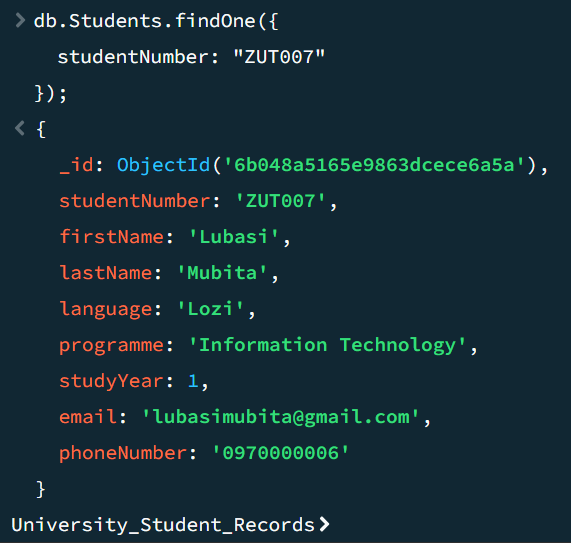 > db.Students.findOne({
studentNumber: "ZUT007"
});
< {
_id: ObjectId('6b048a5165e9863dcece6a5a'),
studentNumber: 'ZUT007',
firstName: 'Lubasi',
lastName: 'Mubita',
language: 'Lozi',
programme: 'Information Technology',
studyYear: 1,
email: 'lubasimubita@gmail.com',
phoneNumber: '0970000006'
}
University_Student_Records>